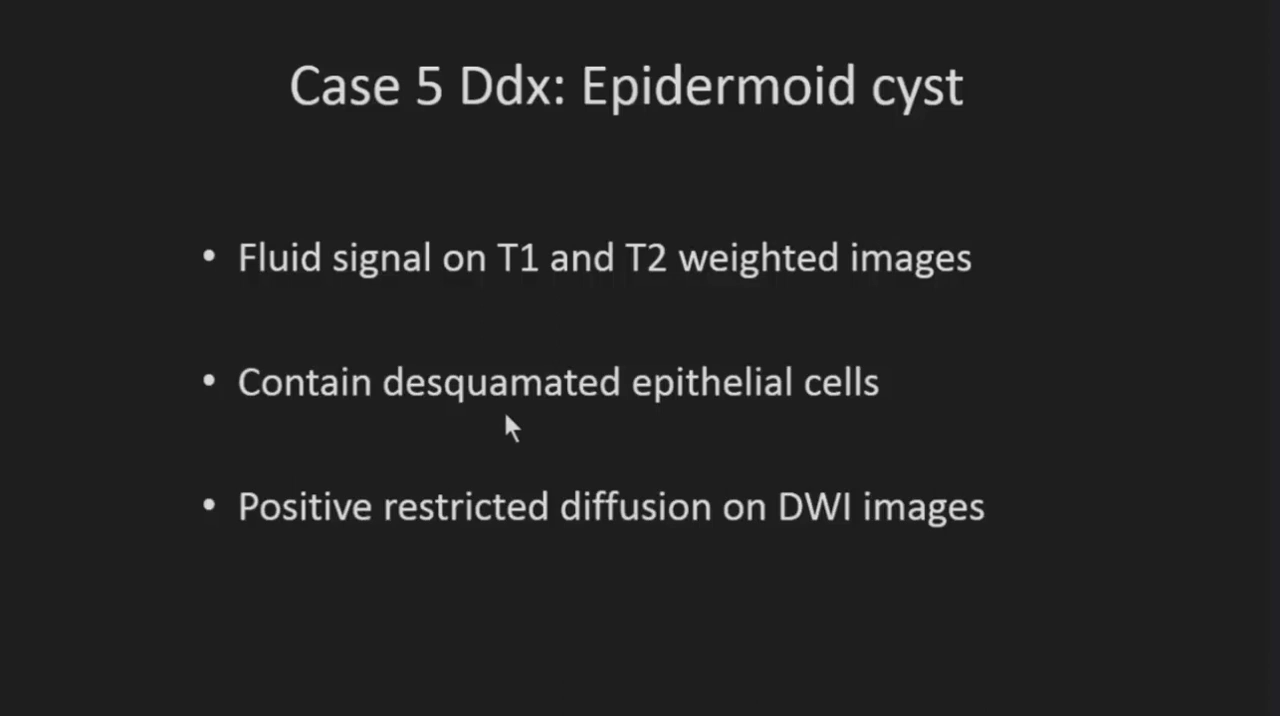 Case 5 Ddx: Epidermoid cyst
• Fluid signal on T1 and T2 weighted images
• Contain desquamated epithelial cells
• Positive restricted diffusion on DWI images